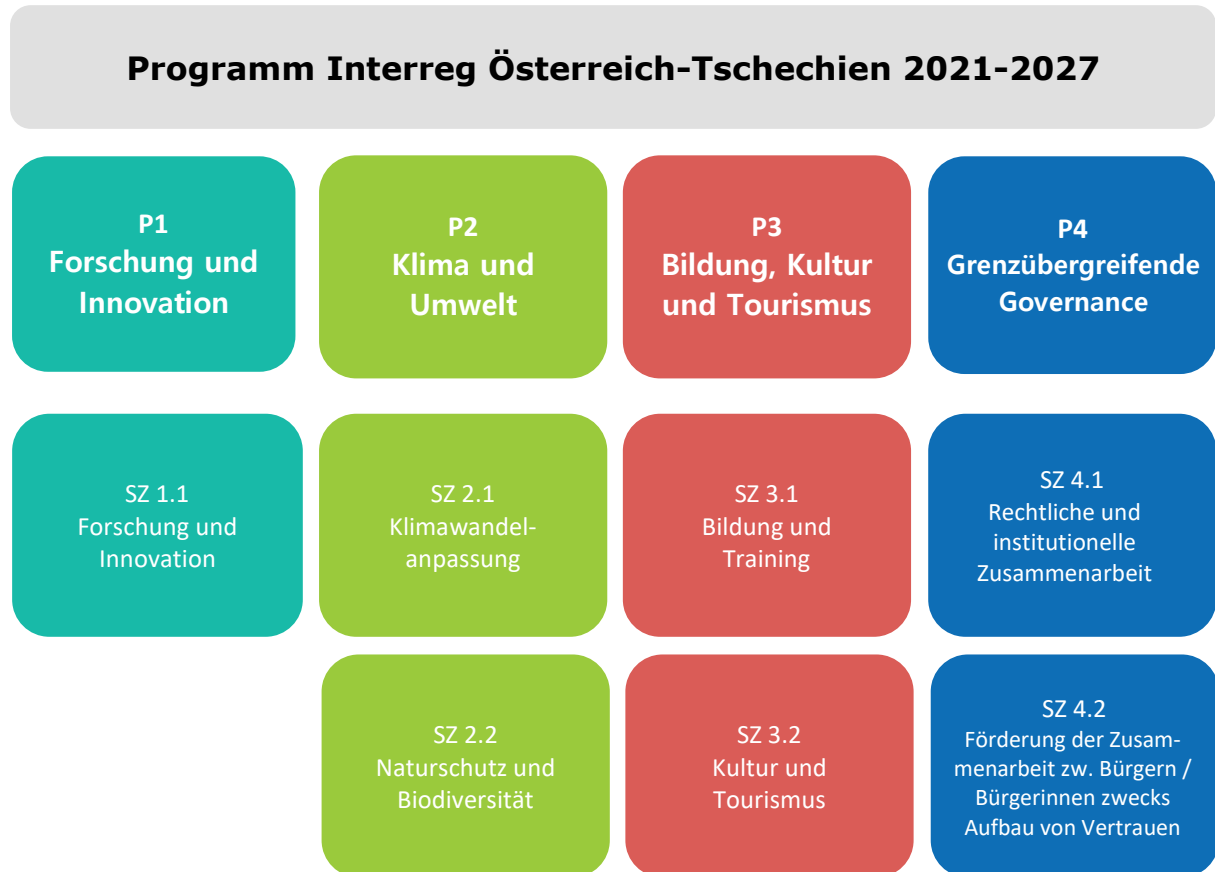 Programm Interreg Österreich-Tschechien 2021-2027
P1
Forschung und
Innovation
P2
Klima und
Umwelt
P3
Bildung, Kultur
und Tourismus
P4
Grenzübergreifende
Governance
SZ 1.1
Forschung und
Innovation
SZ 2.1
Klimawandel-
anpassung
SZ 3.1
Bildung und
Training
SZ 4.1
Rechtliche und
institutionelle
Zusammenarbeit
SZ 2.2
Naturschutz und
Biodiversität
SZ 3.2
Kultur und
Tourismus
SZ 4.2
Förderung der Zusam-
menarbeit zw. Bürgern /
Bürgerinnen zwecks
Aufbau von Vertrauen